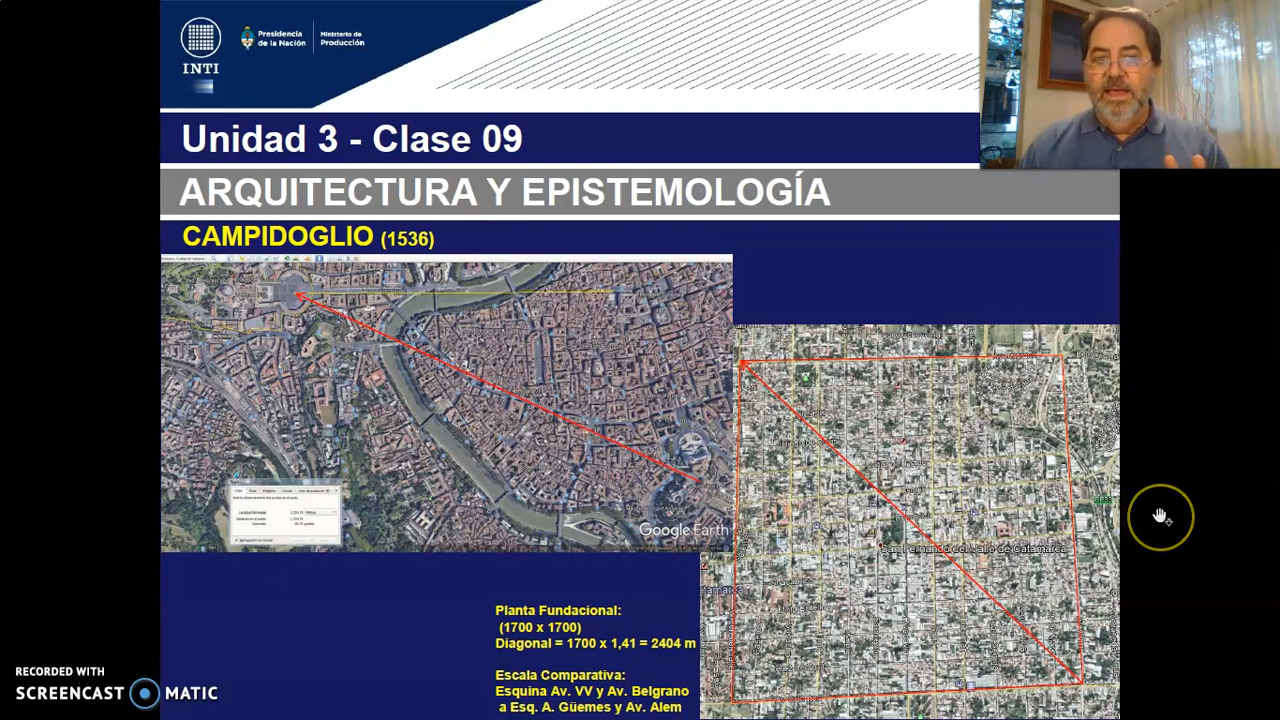 INTI
Presidencia
de la Nación
Ministerio de
Producción
Unidad 3 - Clase 09
ARQUITECTURA Y EPISTEMOLOGÍA
CAMPIDOGLIO (1536)
Google Earth
San Fernando del Valle de Catamarca
Planta Fundacional:
(1700 x 1700)
Diagonal = 1700 x 1,41 = 2404 m
Escala Comparativa:
Esquina Av. VV y Av. Belgrano
a Esq. A. Güemes y Av. Alem
RECORDED WITH
SCREENCAST MATIC